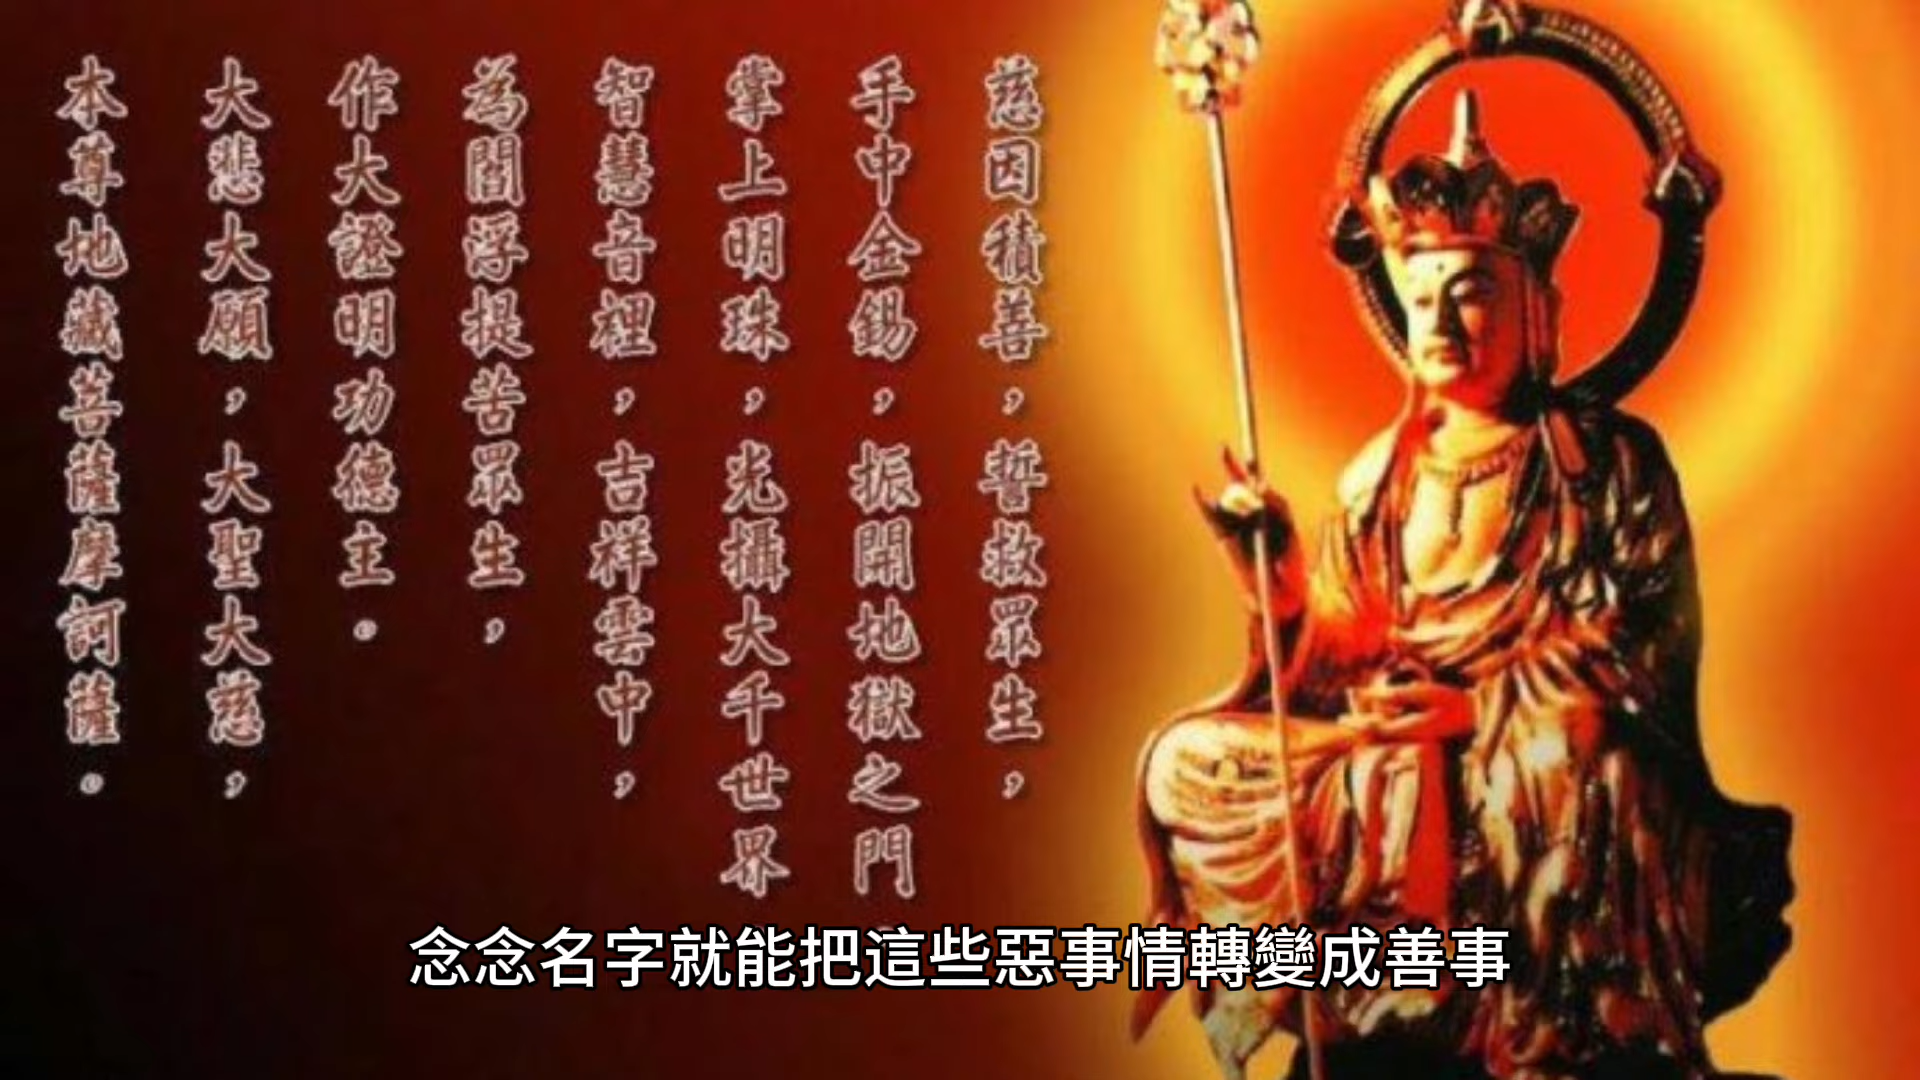 慈因積善，誓救眾生，
手中金錫，振開地獄之門。
掌上明珠，光攝大千世界
智慧音裡，吉祥雲中，
為閻浮提苦眾生，
作大證明功德主。
大悲大願，大聖大慈，
本尊地藏菩薩摩訶薩。
念念名字就能把這些惡事情轉變成善事